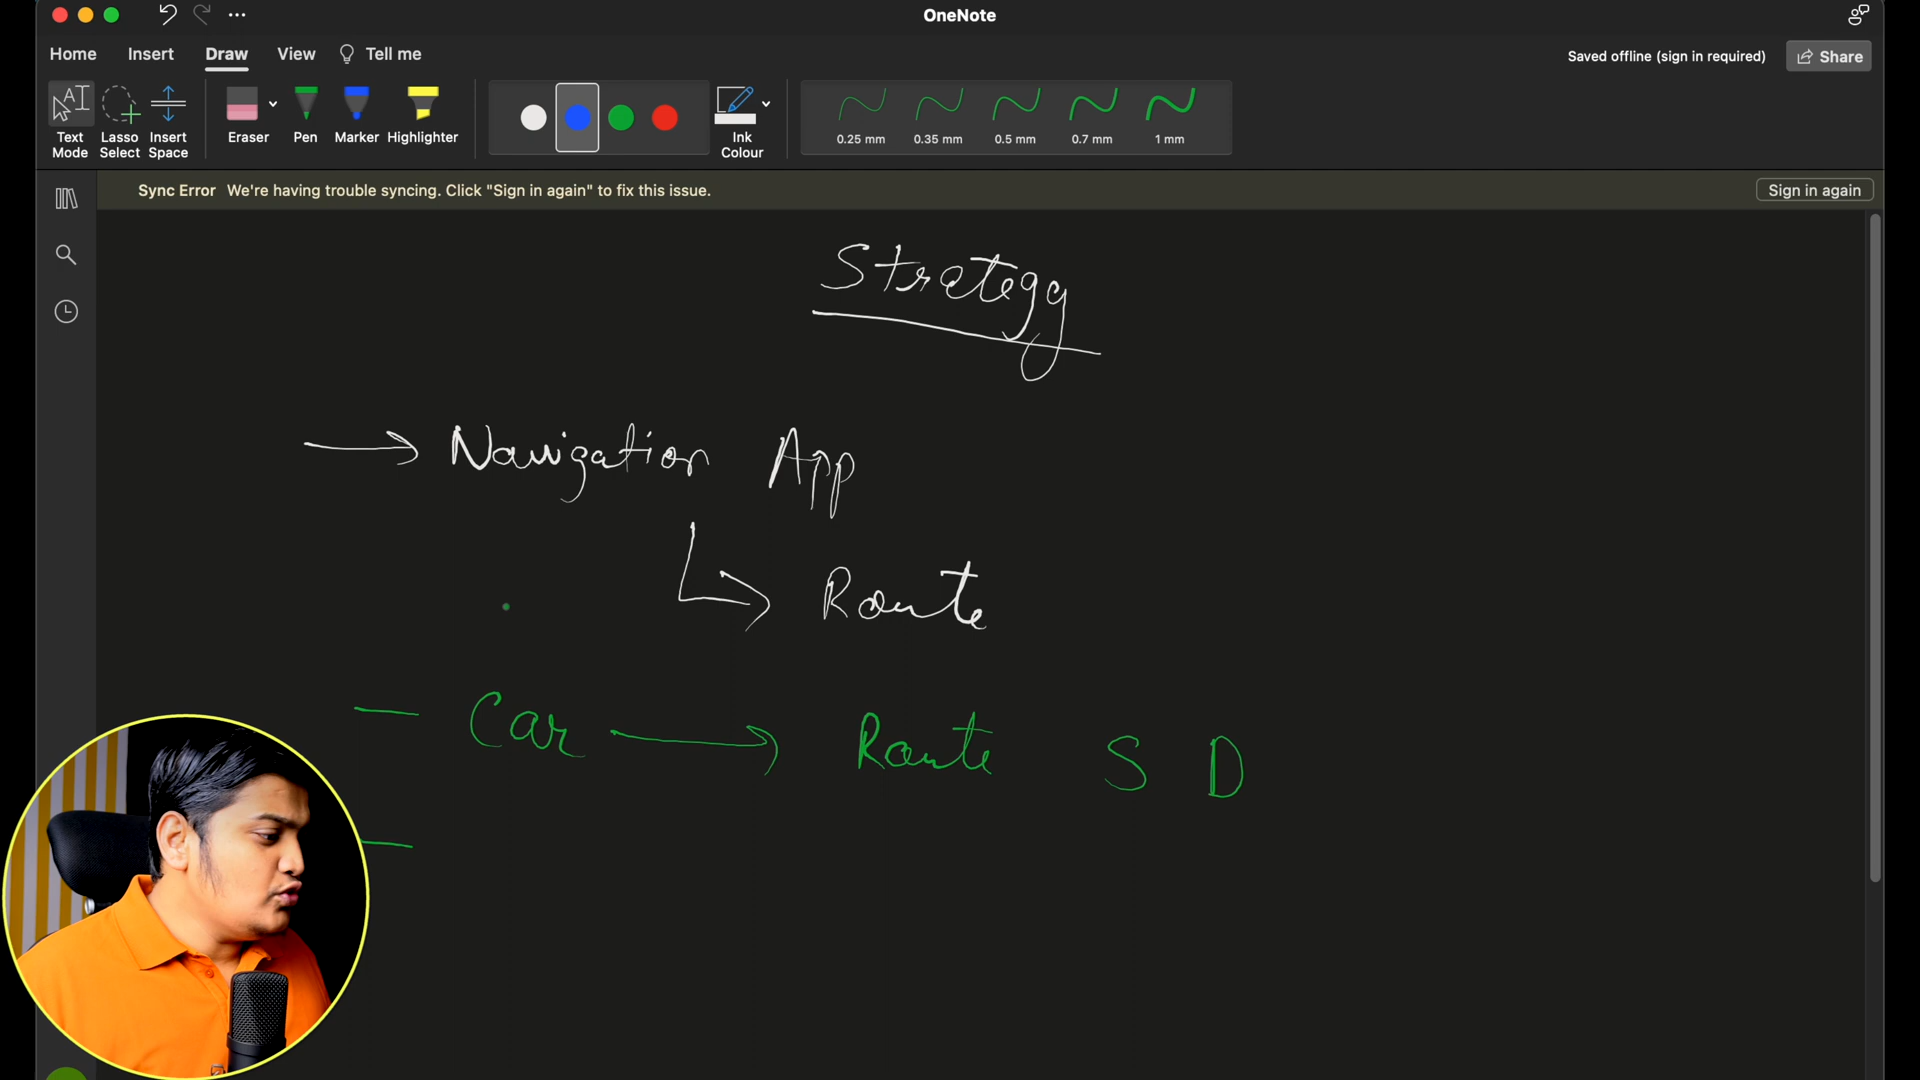 OneNote
Home Insert Draw View Tell me
Saved offline (sign in required) Share
Text Mode
Lasso Select
Insert Space
Eraser
Pen
Marker
Highlighter
Ink Colour
0.25 mm 0.35 mm 0.5 mm 0.7 mm 1 mm
Sync Error We're having trouble syncing. Click "Sign in again" to fix this issue. Sign in again
Strategy
→ Navigation App
Route
— Car → Route S D
—